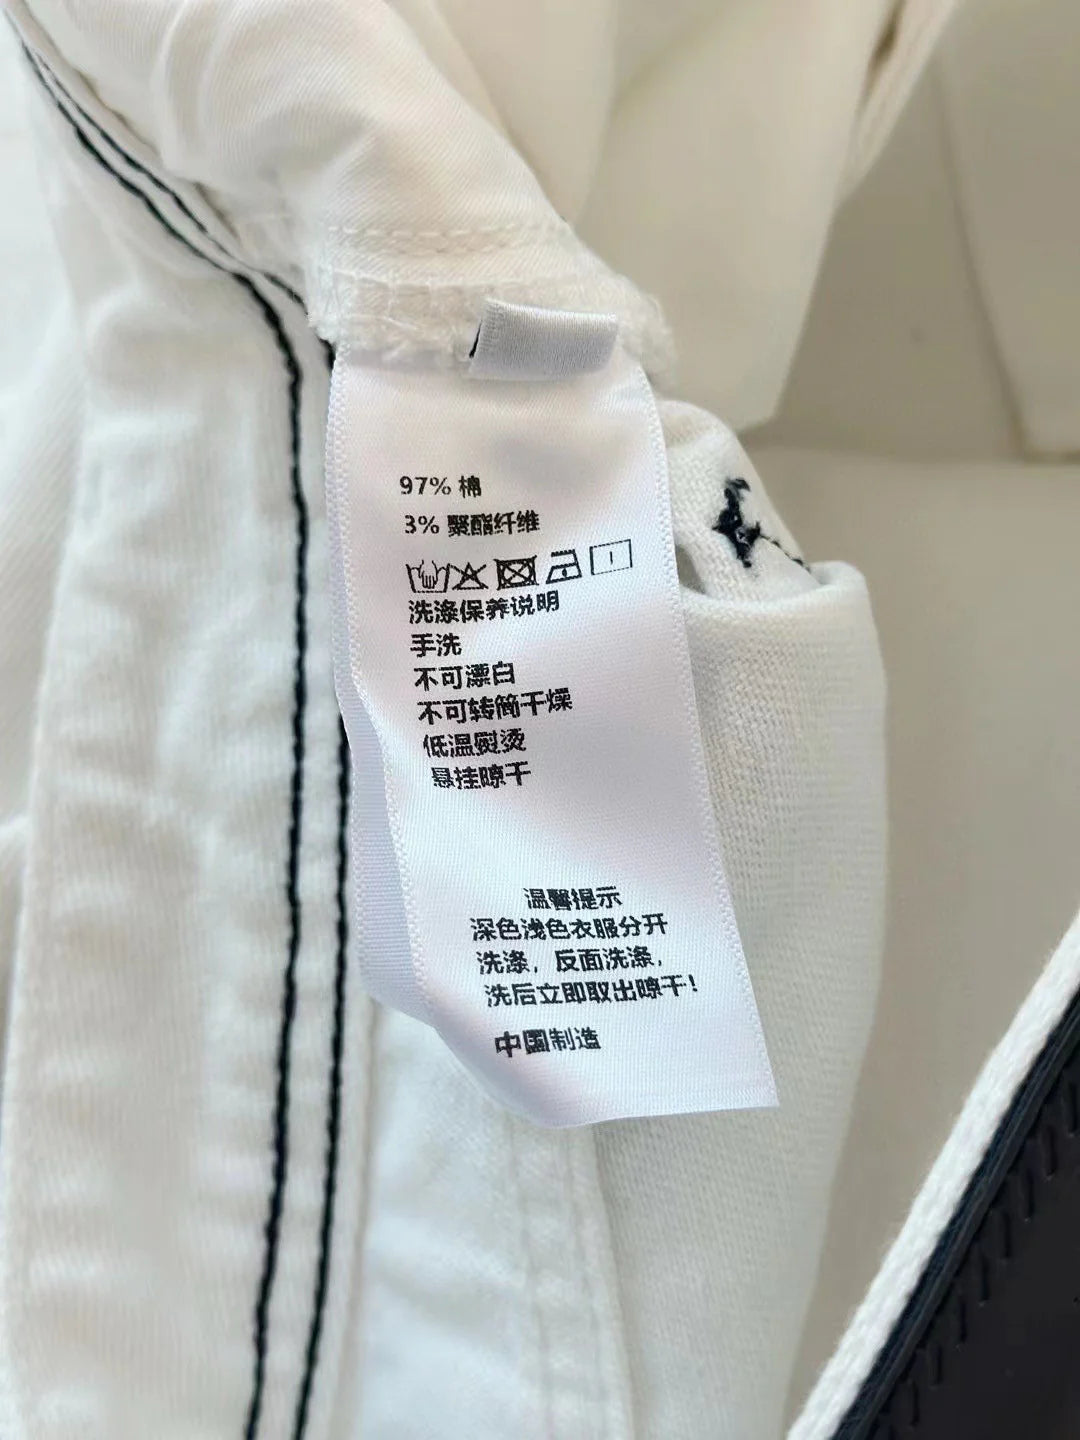 97% 棉
3% 聚酯纤维
洗涤保养说明
手洗
不可漂白
不可转筒干燥
低温熨烫
悬挂晾干
温馨提示
深色浅色衣服分开
洗涤，反面洗涤，
洗后立即取出晾干！
中国制造